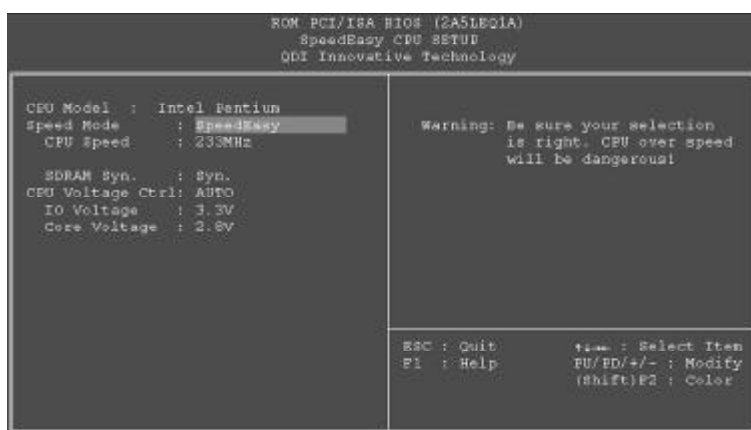 ROM PCI/ISA BIOS (2A5LEQ1A)
SpeedEasy CPU SETUP
QDI Innovative Technology
CPU Model : Intel Pentium
Speed Mode : SpeedEasy
CPU Speed : 233MHz
SDRAM Syn. : Syn.
CPU Voltage Ctrl: AUTO
IO Voltage : 3.3V
Core Voltage : 2.8V
Warning: Be sure your selection
is right. CPU over speed
will be dangerous!
ESC : Quit
↑↓→← : Select Item
F1 : Help
PU/PD/+/- : Modify
(Shift)F2 : Color